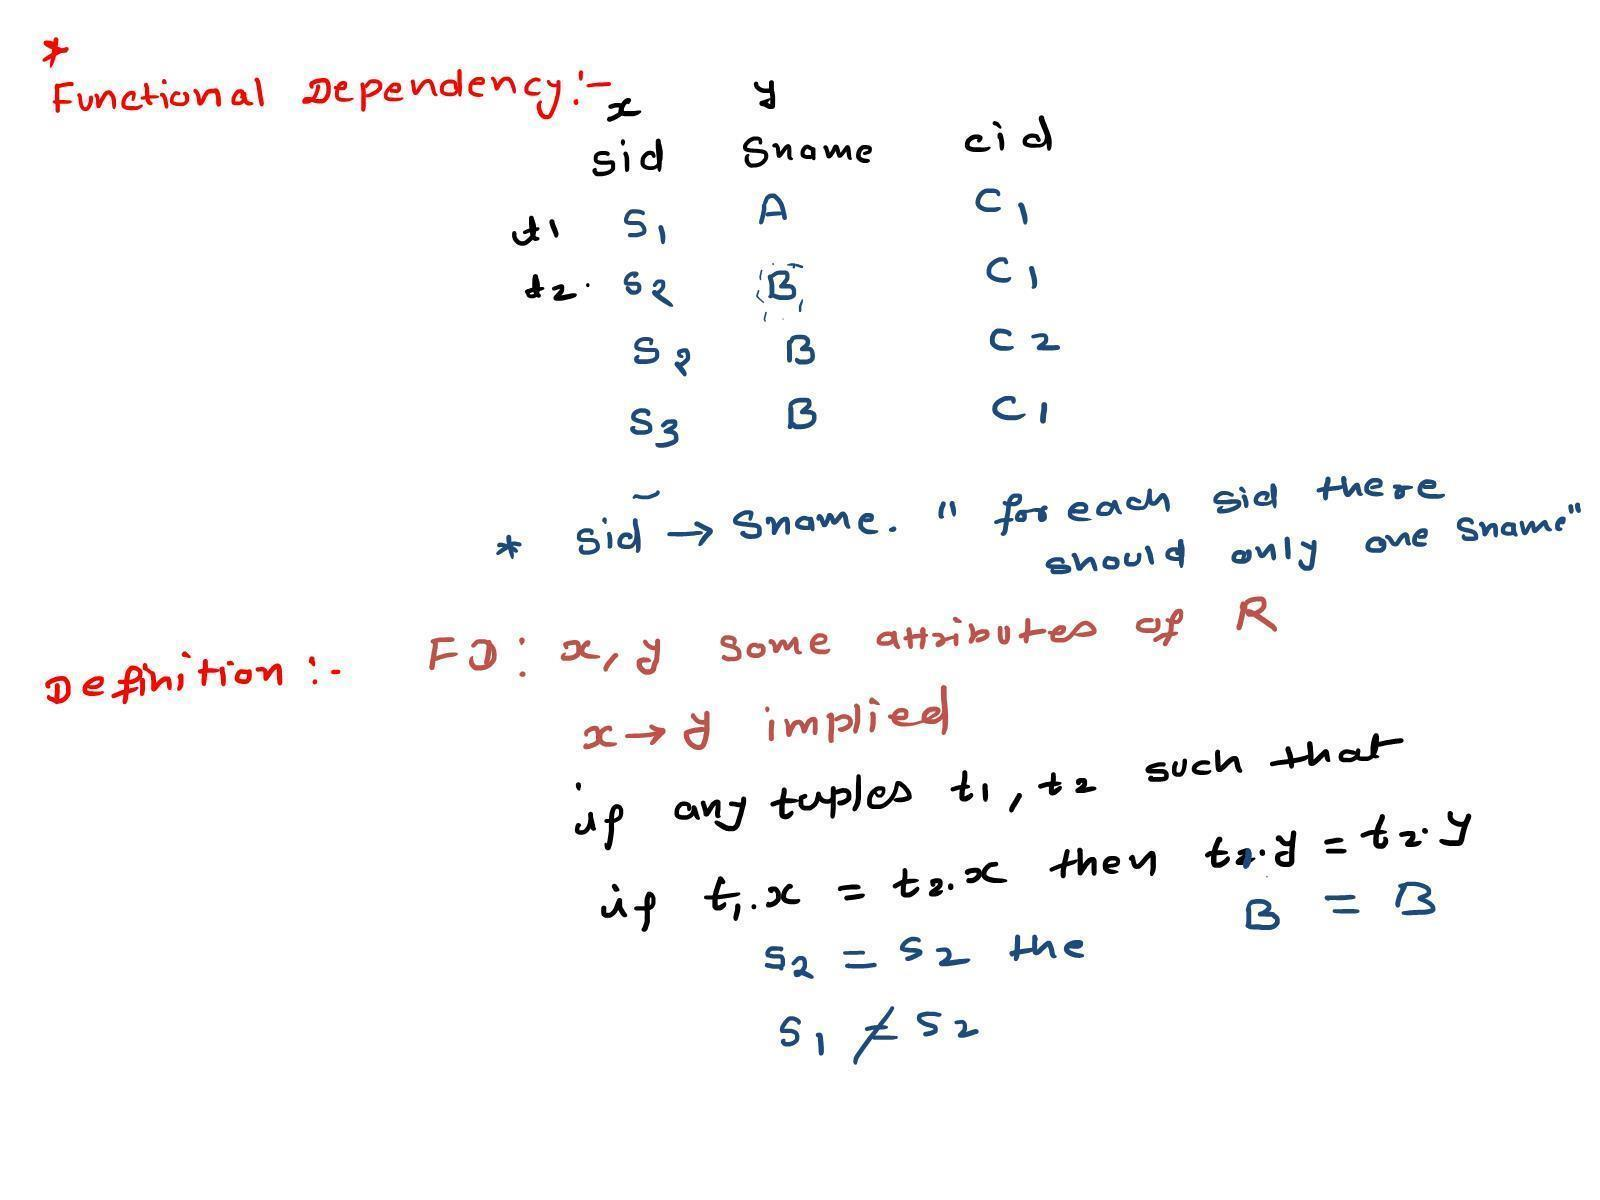 *
Functional Dependency:-
x y
sid Sname cid
t1 S1 A C1
t2. S2 B C1
S2 B C2
S3 B C1
* sid → Sname. "for each sid there
should only one Sname"
Definition:- FD: x, y some attributes of R
x → y implied
if any tuples t1, t2 such that
if t1.x = t2.x then t1.y = t2.y
S2 = S2 the B = B
S1 ≠ S2